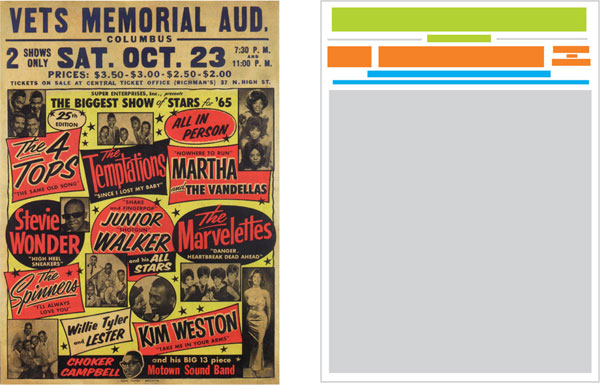 VETS MEMORIAL AUD.
COLUMBUS
2 SHOWS ONLY
SAT. OCT. 23
7:30 P. M. AND 11:00 P. M.
PRICES: $3.50 - $3.00 - $2.50 - $2.00
TICKETS ON SALE AT CENTRAL TICKET OFFICE (RICHMAN'S) 37 N. HIGH ST.
SUPER ENTERPRISES, Inc., presents
THE BIGGEST SHOW of STARS for '65
25th EDITION
ALL IN PERSON
The 4 TOPS
"THE SAME OLD SONG"
The Temptations
"SINCE I LOST MY BABY"
"NOWHERE TO RUN"
MARTHA
and THE VANDELLAS
Stevie WONDER
"HIGH HEEL SNEAKERS"
"SHAKE and FINGERPOP"
"SHOTGUN"
JUNIOR WALKER
and his ALL STARS
The Marvelettes
"DANGER, HEARTBREAK DEAD AHEAD"
The Spinners
"I'LL ALWAYS LOVE YOU"
Willie Tyler and LESTER
KIM WESTON
"TAKE ME IN YOUR ARMS"
CHOKER CAMPBELL
and his BIG 13 piece
Motown Sound Band